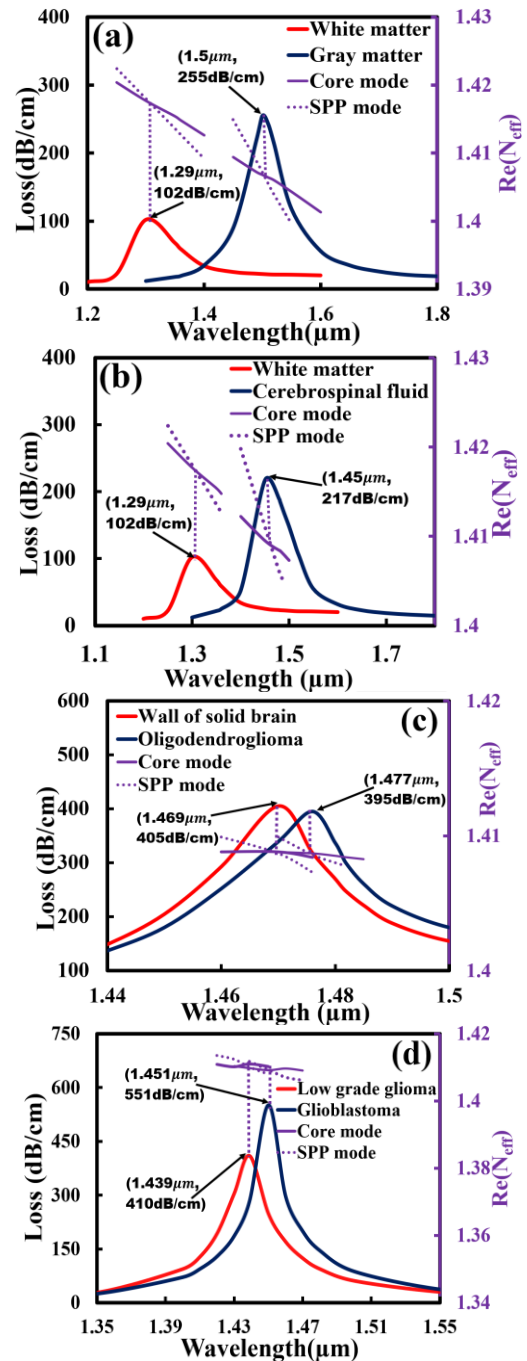 (a)
White matter
Gray matter
Core mode
SPP mode
(1.5μm,
255dB/cm)
(1.29μm,
102dB/cm)
400
300
200
100
0
Loss(dB/cm)
1.43
1.42
1.41
1.4
1.39
Re(Neff)
1.2 1.4 1.6 1.8
Wavelength(μm)
(b)
White matter
Cerebrospinal fluid
Core mode
SPP mode
(1.45μm,
217dB/cm)
(1.29μm,
102dB/cm)
400
300
200
100
0
Loss (dB/cm)
1.43
1.42
1.41
1.4
Re(Neff)
1.1 1.3 1.5 1.7
Wavelength (μm)
(c)
Wall of solid brain
Oligodendroglioma
Core mode
SPP mode
(1.477μm,
395dB/cm)
(1.469μm,
405dB/cm)
600
500
400
300
200
100
Loss (dB/cm)
1.42
1.41
1.4
Re(Neff)
1.44 1.46 1.48 1.5
Wavelength (μm)
(d)
(1.451μm,
551dB/cm)
Low grade glioma
Glioblastoma
Core mode
SPP mode
(1.439μm,
410dB/cm)
750
600
450
300
150
0
Loss (dB/cm)
1.42
1.4
1.38
1.36
1.34
Re(Neff)
1.35 1.39 1.43 1.47 1.51 1.55
Wavelength(μm)